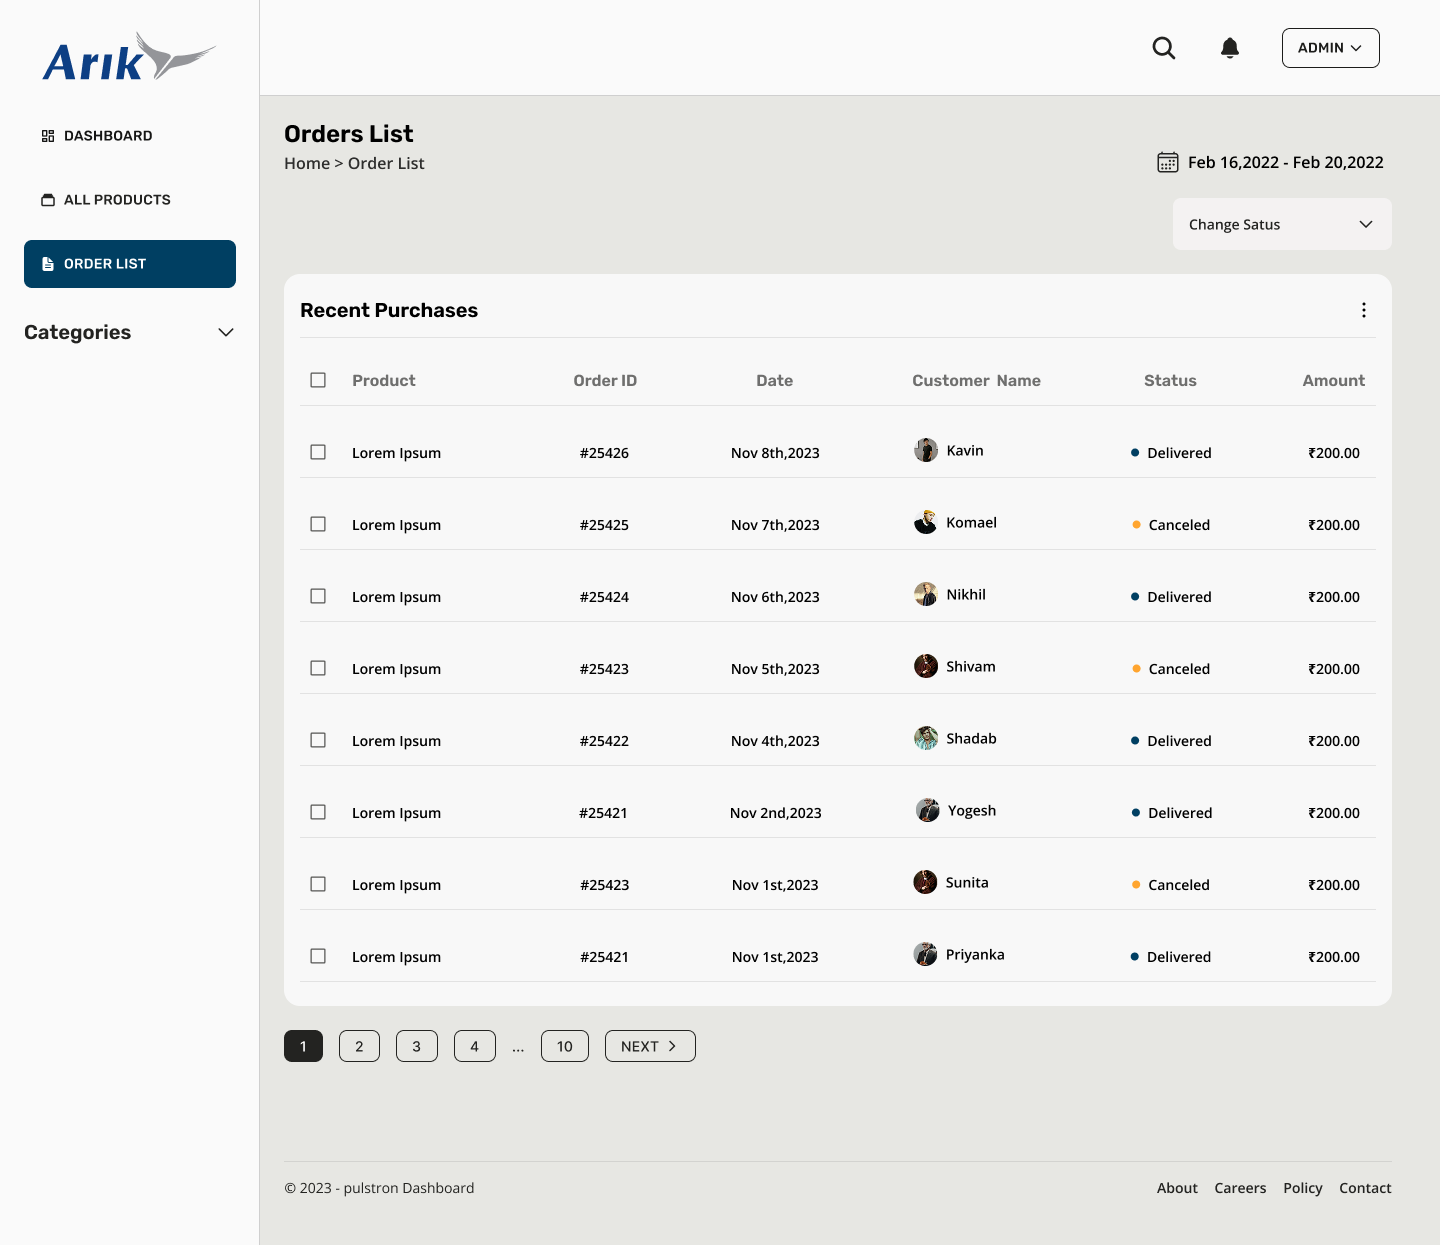 Arık
DASHBOARD
ALL PRODUCTS
ORDER LIST
Categories
ADMIN
Orders List
Home > Order List
Feb 16,2022 - Feb 20,2022
Change Satus
Recent Purchases
Product Order ID Date Customer Name Status Amount
Lorem Ipsum #25426 Nov 8th,2023 Kavin Delivered ₹200.00
Lorem Ipsum #25425 Nov 7th,2023 Komael Canceled ₹200.00
Lorem Ipsum #25424 Nov 6th,2023 Nikhil Delivered ₹200.00
Lorem Ipsum #25423 Nov 5th,2023 Shivam Canceled ₹200.00
Lorem Ipsum #25422 Nov 4th,2023 Shadab Delivered ₹200.00
Lorem Ipsum #25421 Nov 2nd,2023 Yogesh Delivered ₹200.00
Lorem Ipsum #25423 Nov 1st,2023 Sunita Canceled ₹200.00
Lorem Ipsum #25421 Nov 1st,2023 Priyanka Delivered ₹200.00
1 2 3 4 ... 10 NEXT >
© 2023 - pulstron Dashboard
About Careers Policy Contact